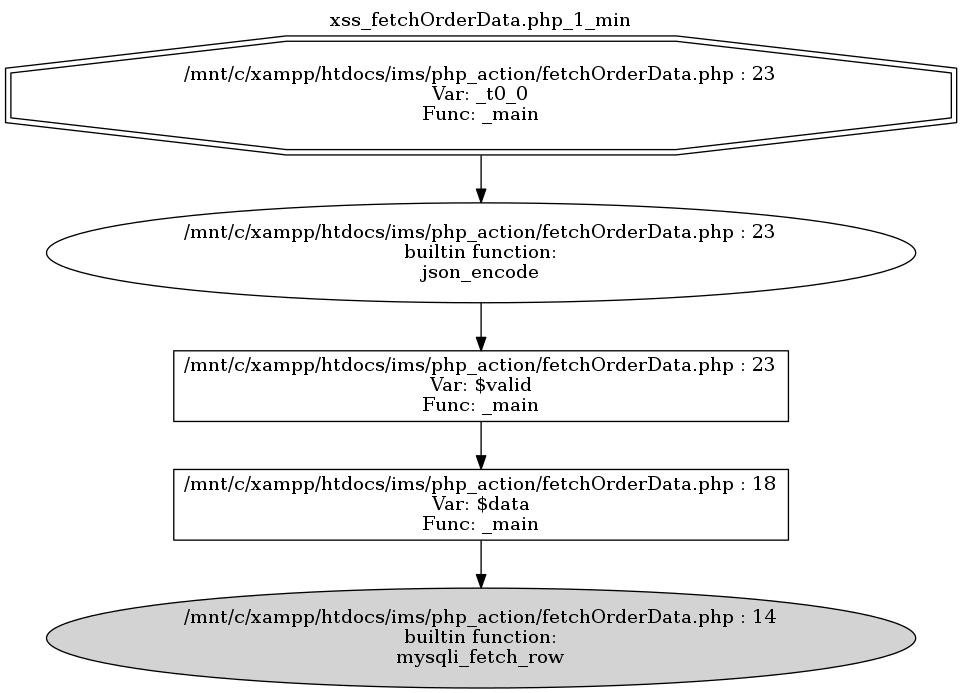 xss_fetchOrderData.php_1_min
/mnt/c/xampp/htdocs/ims/php_action/fetchOrderData.php : 23
Var: _t0_0
Func: _main
/mnt/c/xampp/htdocs/ims/php_action/fetchOrderData.php : 23
builtin function:
json_encode
/mnt/c/xampp/htdocs/ims/php_action/fetchOrderData.php : 23
Var: $valid
Func: _main
/mnt/c/xampp/htdocs/ims/php_action/fetchOrderData.php : 18
Var: $data
Func: _main
/mnt/c/xampp/htdocs/ims/php_action/fetchOrderData.php : 14
builtin function:
mysqli_fetch_row